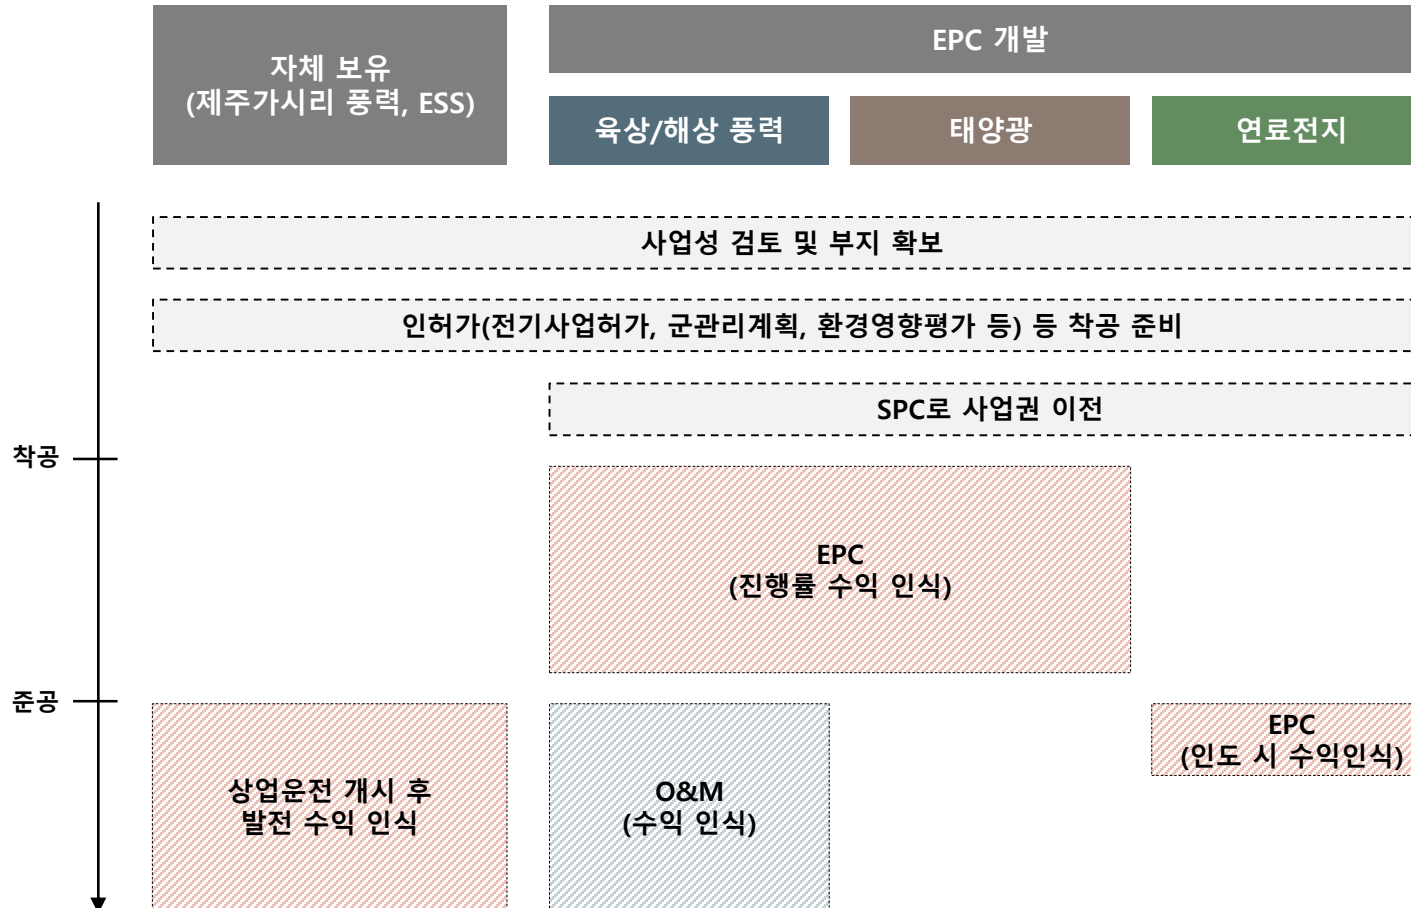 자체 보유
(제주가시리 풍력, ESS)
EPC 개발
육상/해상 풍력
태양광
연료전지
사업성 검토 및 부지 확보
인허가(전기사업허가, 군관리계획, 환경영향평가 등) 등 착공 준비
SPC로 사업권 이전
착공
EPC
(진행률 수익 인식)
준공
상업운전 개시 후
발전 수익 인식
O&M
(수익 인식)
EPC
(인도 시 수익인식)